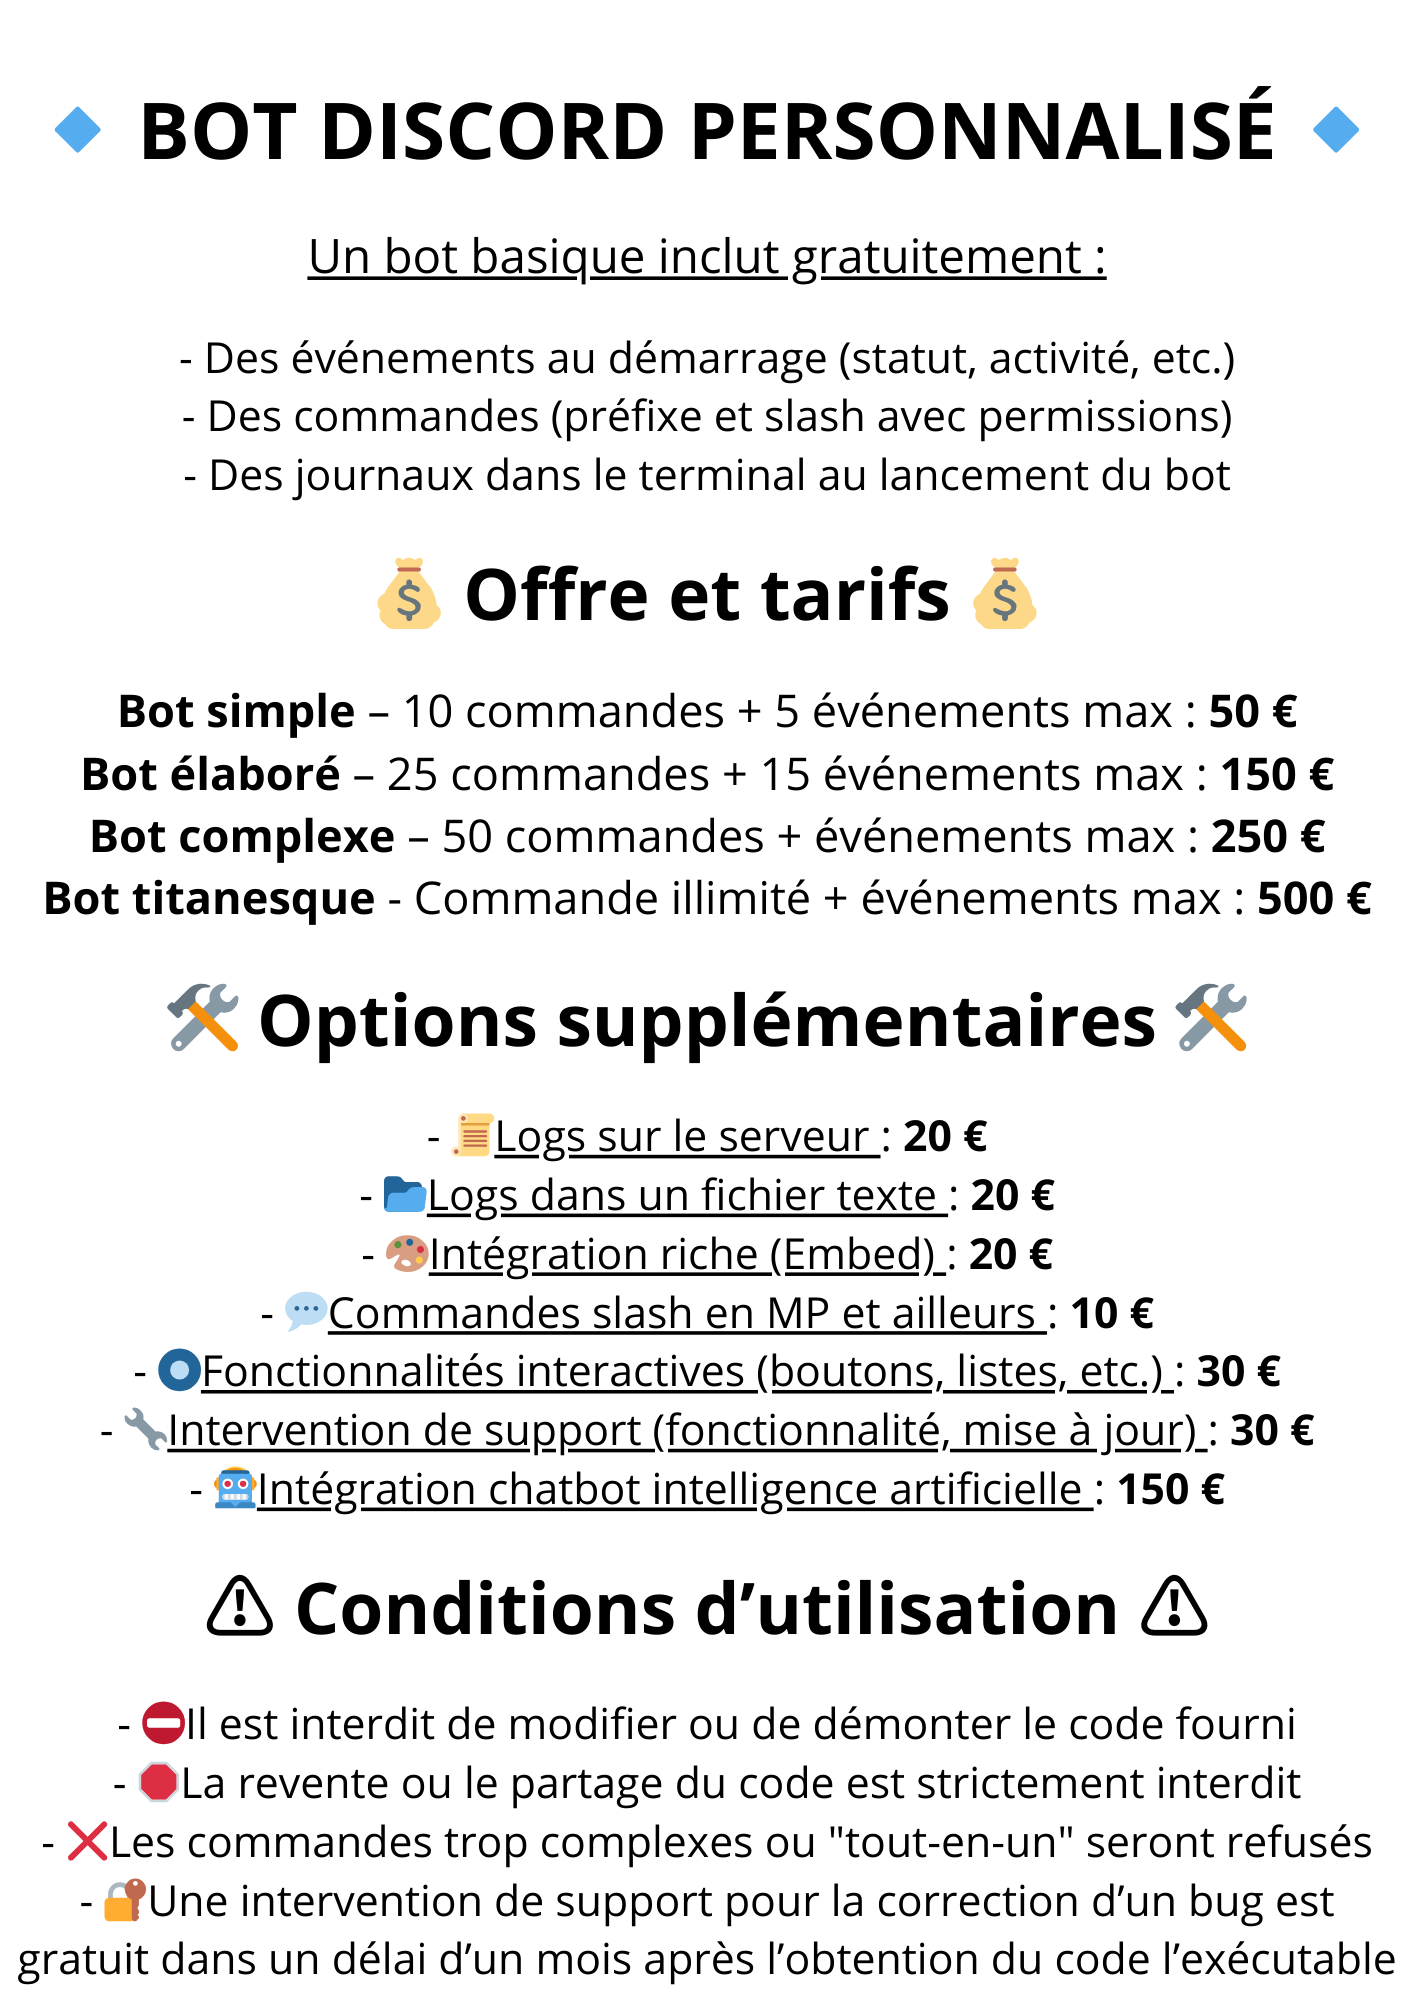 BOT DISCORD PERSONNALISÉ
Un bot basique inclut gratuitement :
- Des événements au démarrage (statut, activité, etc.)
- Des commandes (préfixe et slash avec permissions)
- Des journaux dans le terminal au lancement du bot
Offre et tarifs
Bot simple – 10 commandes + 5 événements max : 50 €
Bot élaboré – 25 commandes + 15 événements max : 150 €
Bot complexe – 50 commandes + événements max : 250 €
Bot titanesque - Commande illimité + événements max : 500 €
Options supplémentaires
- Logs sur le serveur : 20 €
- Logs dans un fichier texte : 20 €
- Intégration riche (Embed) : 20 €
- Commandes slash en MP et ailleurs : 10 €
- Fonctionnalités interactives (boutons, listes, etc.) : 30 €
- Intervention de support (fonctionnalité, mise à jour) : 30 €
- Intégration chatbot intelligence artificielle : 150 €
Conditions d’utilisation
- Il est interdit de modifier ou de démonter le code fourni
- La revente ou le partage du code est strictement interdit
- Les commandes trop complexes ou "tout-en-un" seront refusés
- Une intervention de support pour la correction d’un bug est
gratuit dans un délai d’un mois après l’obtention du code l’exécutable